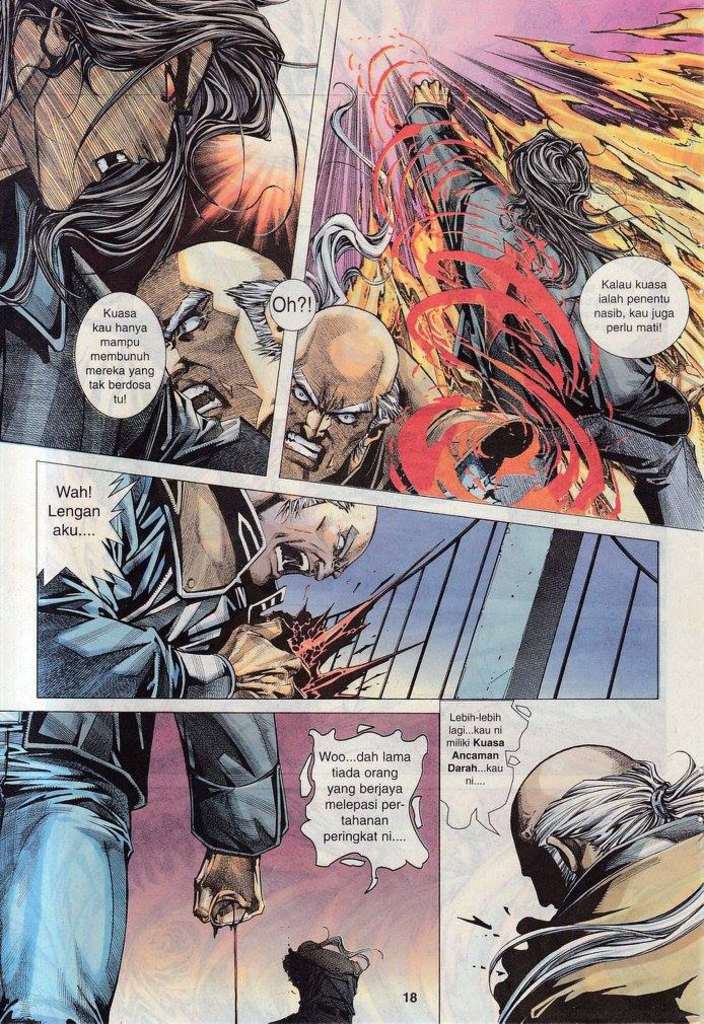 Kuasa
kau hanya
mampu
membunuh
mereka yang
tak berdosa
tu!
Oh?!
Kalau kuasa
ialah penentu
nasib, kau juga
perlu mati!
Wah!
Lengan
aku....
Woo...dah lama
tiada orang
yang berjaya
melepasi per-
tahanan
peringkat ni....
Lebih-lebih
lagi...kau ni
miliki Kuasa
Ancaman
Darah...kau
ni....
18